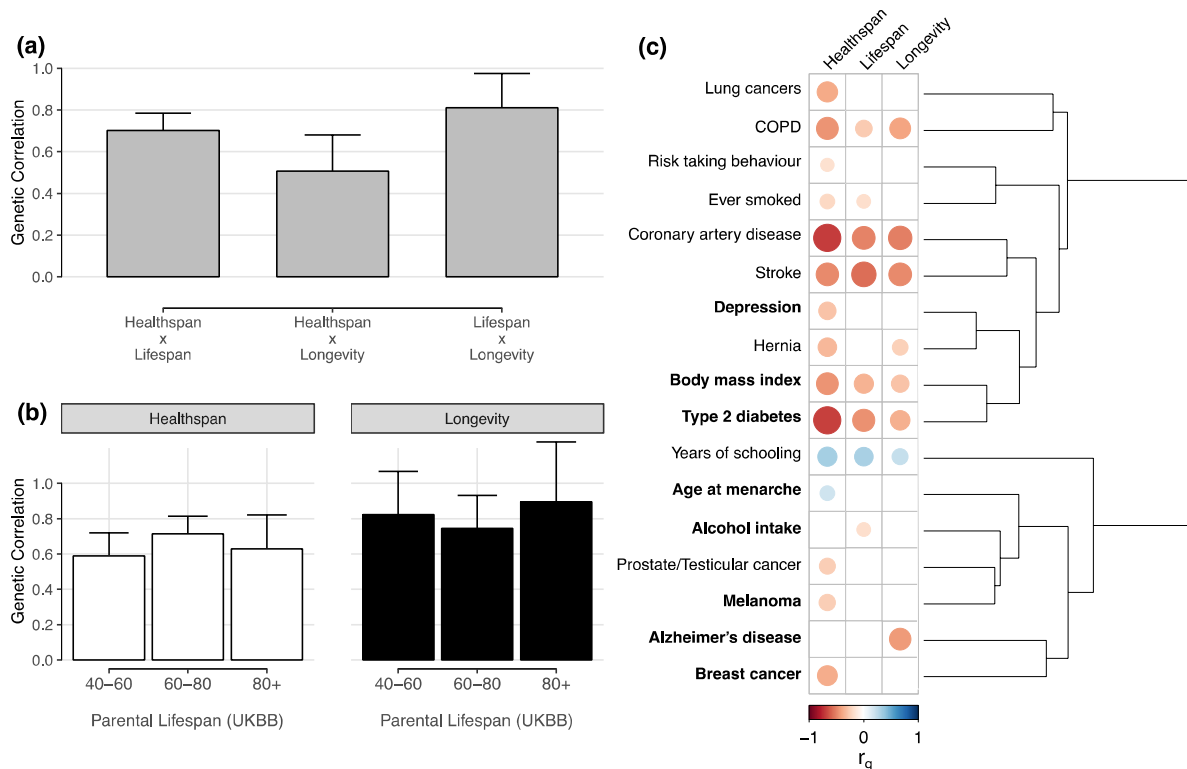 (a)
1.0
0.8
0.6
0.4
0.2
0.0
Genetic Correlation
Healthspan
x
Lifespan
Healthspan
x
Longevity
Lifespan
x
Longevity
(b)
Healthspan
Longevity
1.0
0.8
0.6
0.4
0.2
0.0
Genetic Correlation
40−60
60−80
80+
40−60
60−80
80+
Parental Lifespan (UKBB)
Parental Lifespan (UKBB)
(c)
Healthspan
Lifespan
Longevity
Lung cancers
COPD
Risk taking behaviour
Ever smoked
Coronary artery disease
Stroke
Depression
Hernia
Body mass index
Type 2 diabetes
Years of schooling
Age at menarche
Alcohol intake
Prostate/Testicular cancer
Melanoma
Alzheimer's disease
Breast cancer
−1
0
1
rg